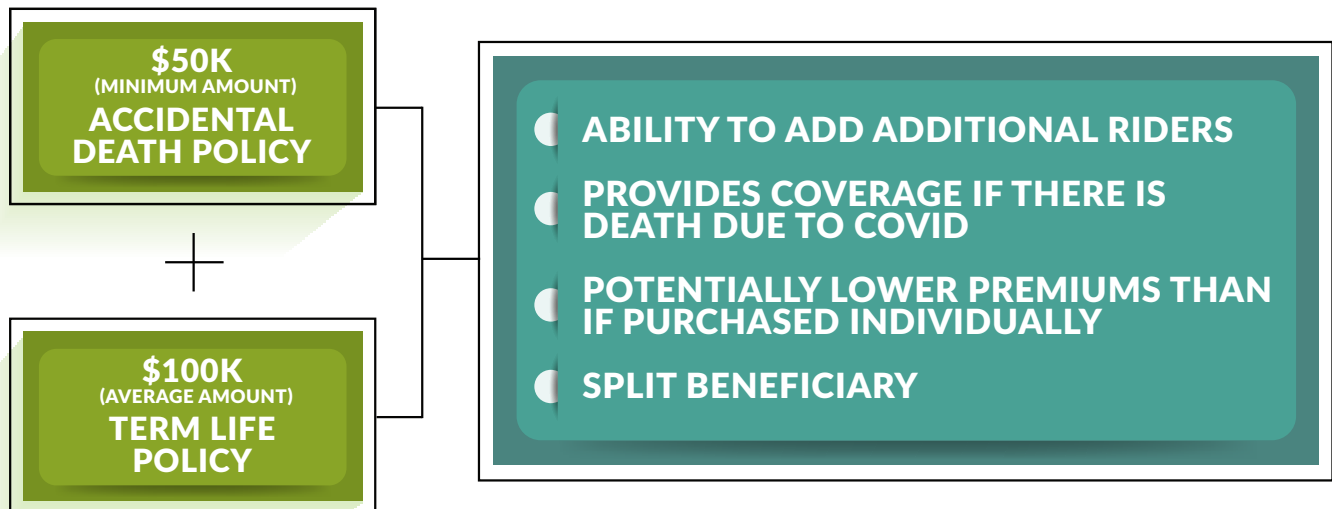 $50K
(MINIMUM AMOUNT)
ACCIDENTAL
DEATH POLICY
$100K
(AVERAGE AMOUNT)
TERM LIFE
POLICY
ABILITY TO ADD ADDITIONAL RIDERS
PROVIDES COVERAGE IF THERE IS
DEATH DUE TO COVID
POTENTIALLY LOWER PREMIUMS THAN
IF PURCHASED INDIVIDUALLY
SPLIT BENEFICIARY